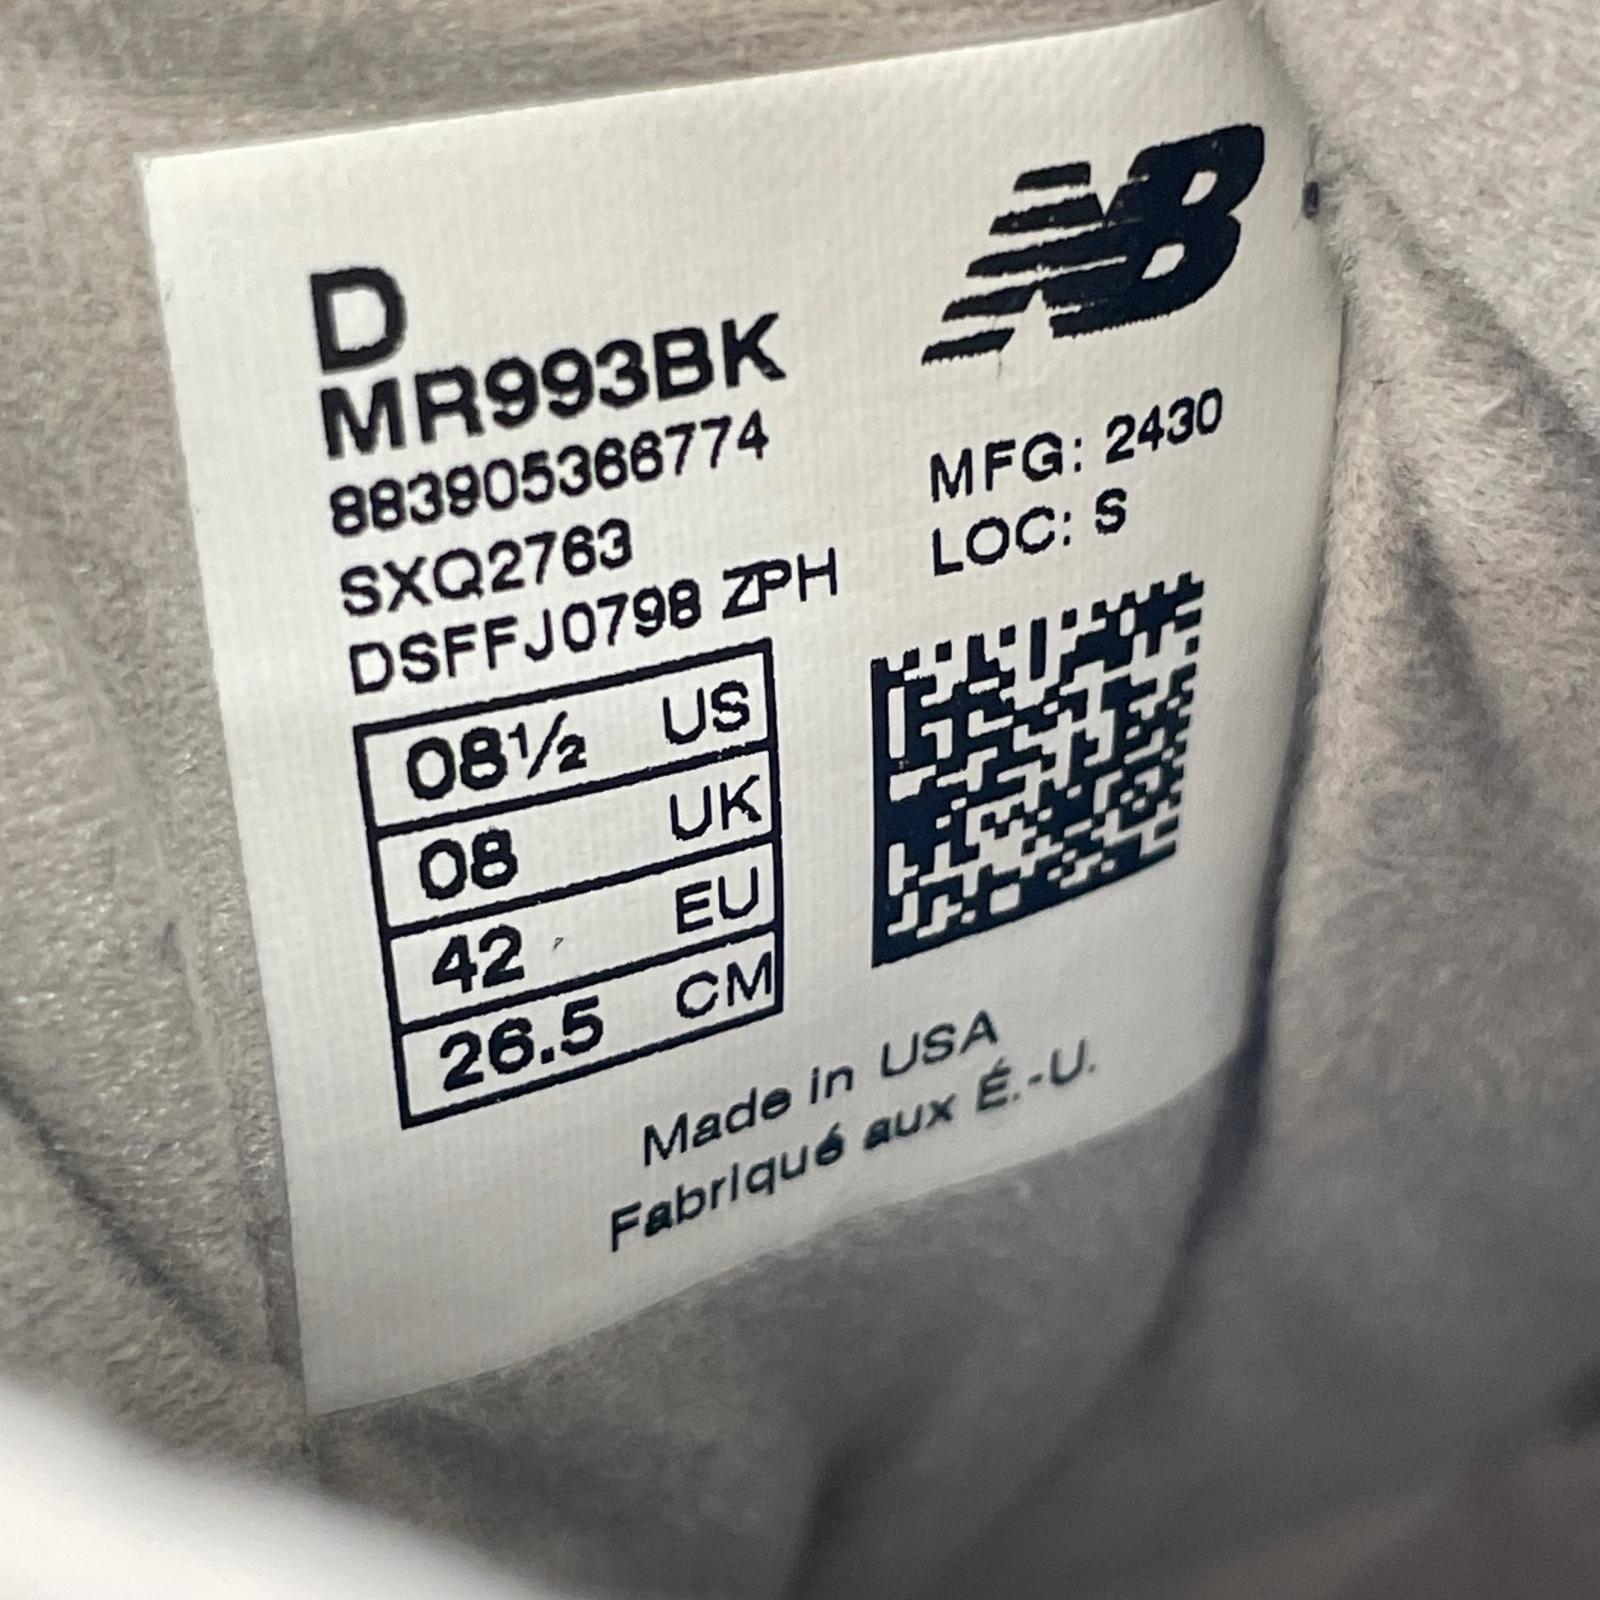 NB
D
MR993BK
883905366774
SXQ2763
DSFFJ0798 ZPH
MFG: 2430
LOC: S
08½ US
08 UK
42 EU
26.5 CM
Made in USA
Fabriqué aux É.-U.